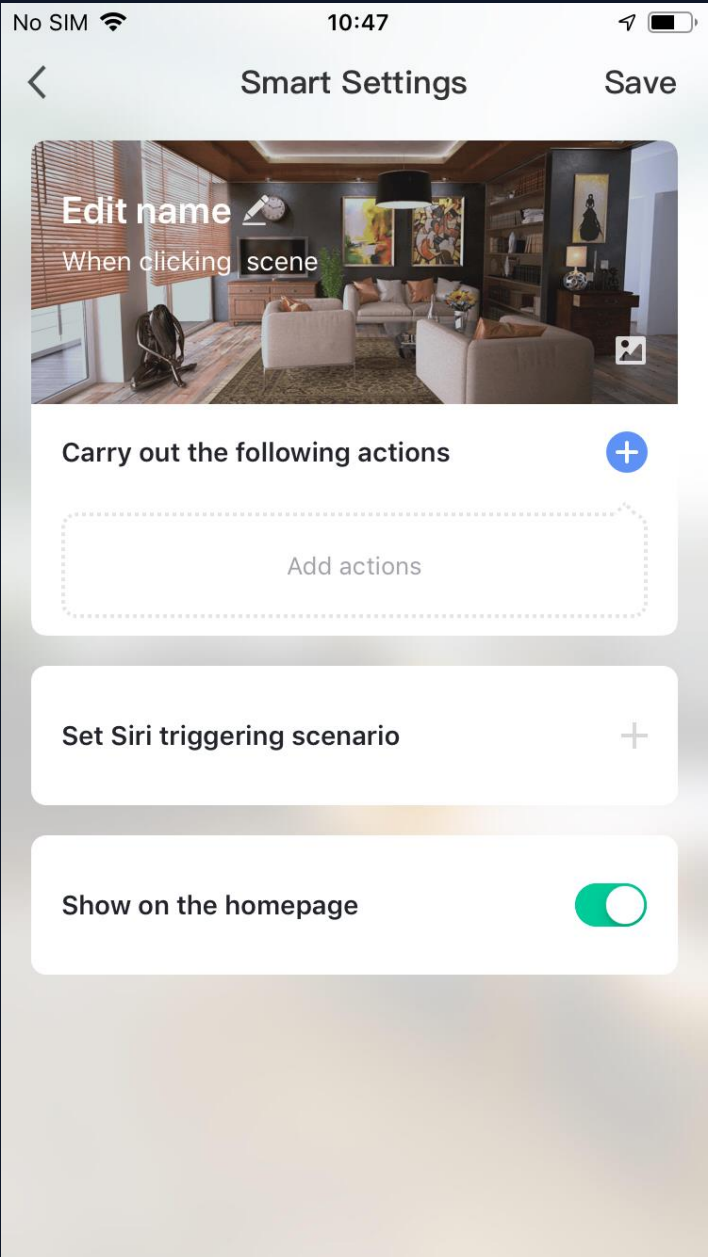 No SIM 10:47
Smart Settings Save
Edit name
When clicking scene
Carry out the following actions
Add actions
Set Siri triggering scenario
Show on the homepage